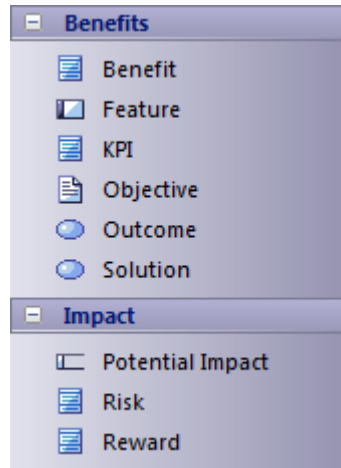 Benefits
Benefit
Feature
KPI
Objective
Outcome
Solution
Impact
Potential Impact
Risk
Reward